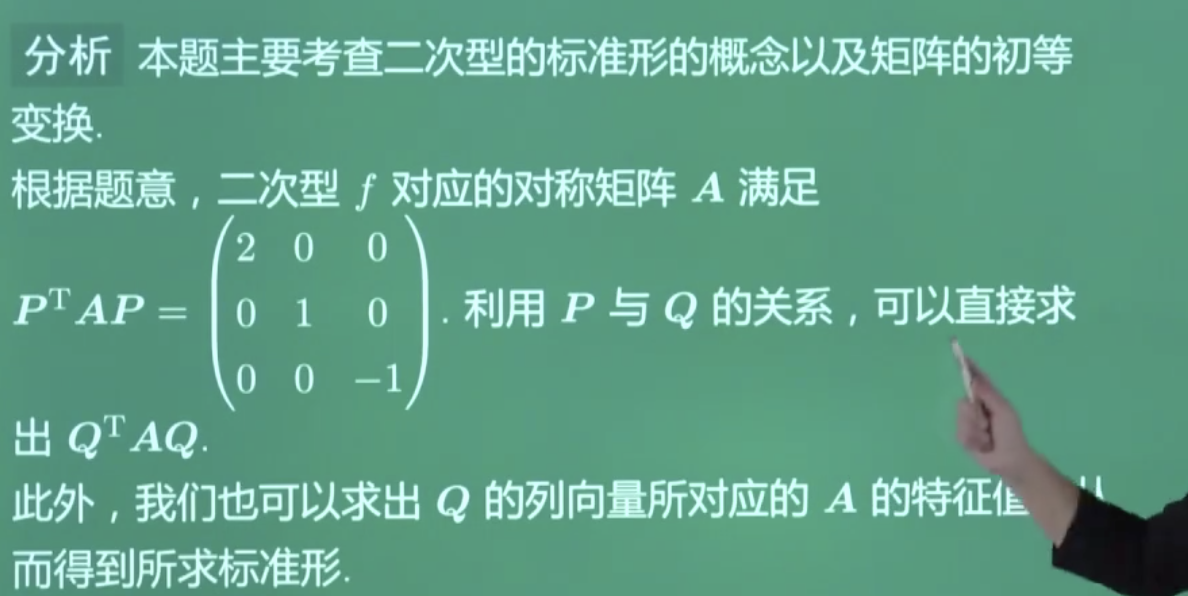 分析 本题主要考查二次型的标准形的概念以及矩阵的初等
变换.
根据题意，二次型 f 对应的对称矩阵 A 满足
P^T AP = \begin{pmatrix} 2 & 0 & 0 \\ 0 & 1 & 0 \\ 0 & 0 & -1 \end{pmatrix} . 利用 P 与 Q 的关系，可以直接求
出 Q^T AQ.
此外，我们也可以求出 Q 的列向量所对应的 A 的特征值
而得到所求标准形.